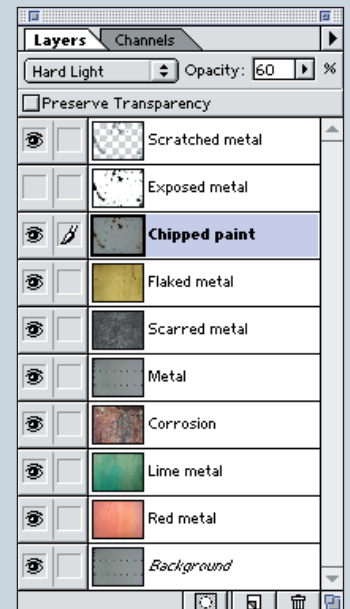 Layers Channels
Hard Light Opacity: 60 %
Preserve Transparency
Scratched metal
Exposed metal
Chipped paint
Flaked metal
Scarred metal
Metal
Corrosion
Lime metal
Red metal
Background